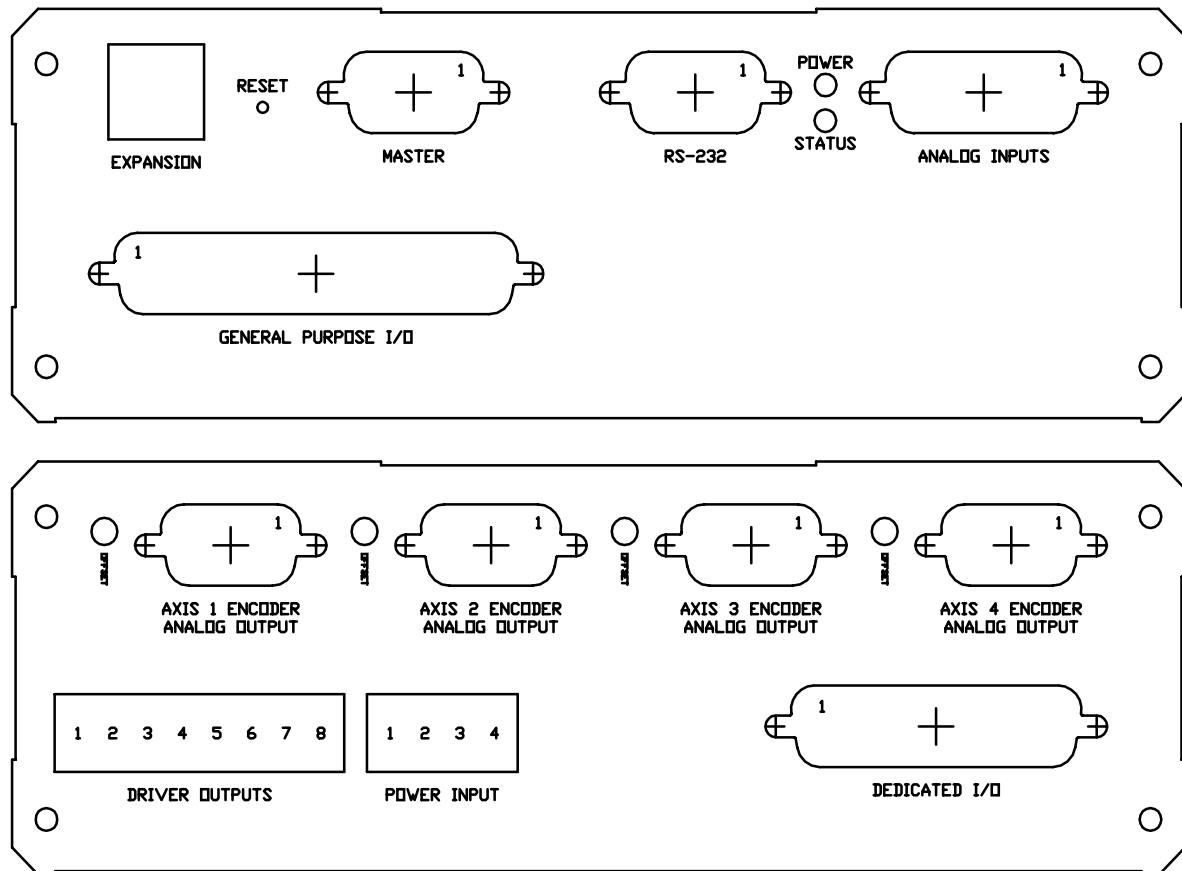 RESET
1
1
POWER
1
EXPANSION
MASTER
RS-232
STATUS
ANALOG INPUTS
1
GENERAL PURPOSE I/O
1
1
1
1
OFFSET
OFFSET
OFFSET
OFFSET
AXIS 1 ENCODER
ANALOG OUTPUT
AXIS 2 ENCODER
ANALOG OUTPUT
AXIS 3 ENCODER
ANALOG OUTPUT
AXIS 4 ENCODER
ANALOG OUTPUT
1 2 3 4 5 6 7 8
1 2 3 4
1
DRIVER OUTPUTS
POWER INPUT
DEDICATED I/O